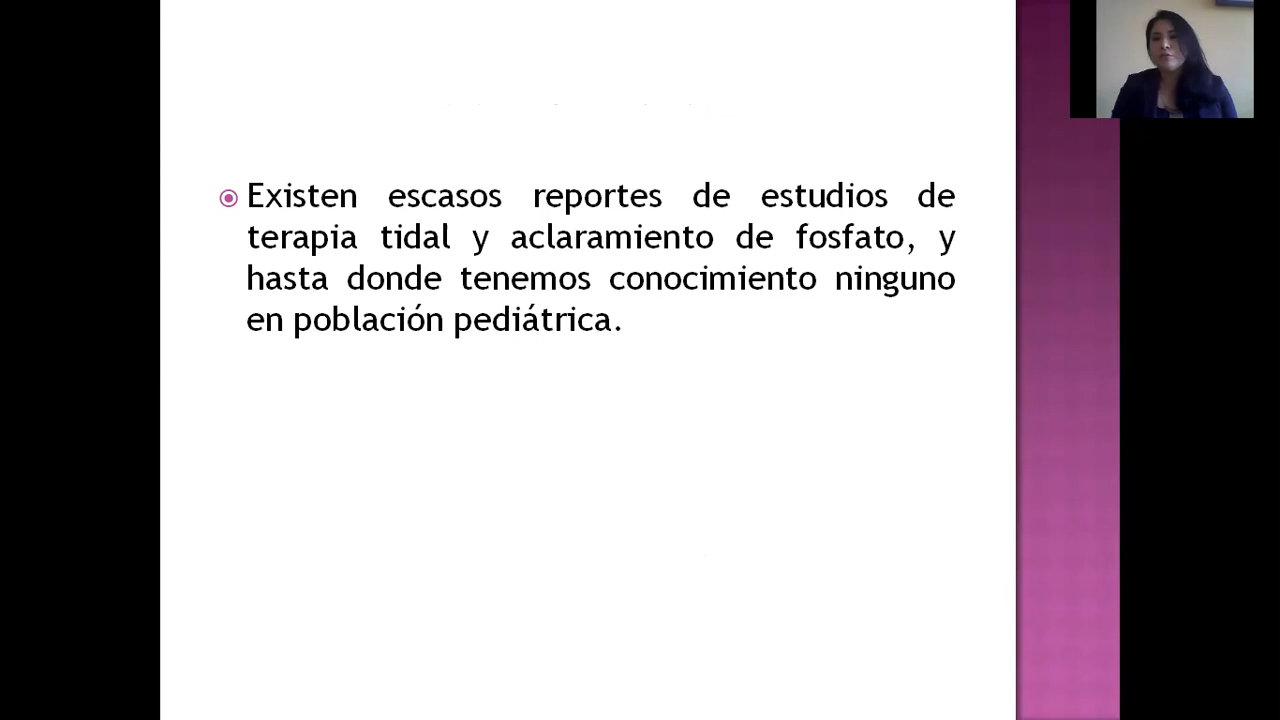 Existen escasos reportes de estudios de
terapia tidal y aclaramiento de fosfato, y
hasta donde tenemos conocimiento ninguno
en población pediátrica.